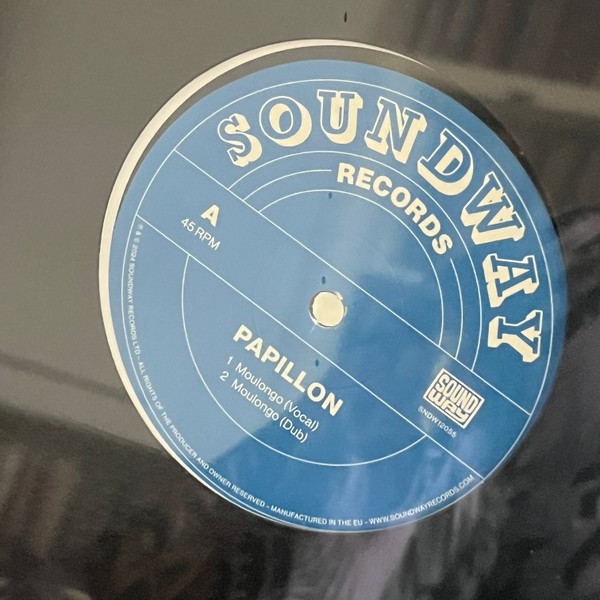 SOUNDWAY
RECORDS
A
45 RPM
PAPILLON
1 Moulongo (Vocal)
2 Moulongo (Dub)
SOUND
WAY
SNDW12055
℗ & © 2024 SOUNDWAY RECORDS LTD - ALL RIGHTS OF THE PRODUCER AND OWNER RESERVED - MANUFACTURED IN THE EU - WWW.SOUNDWAYRECORDS.COM